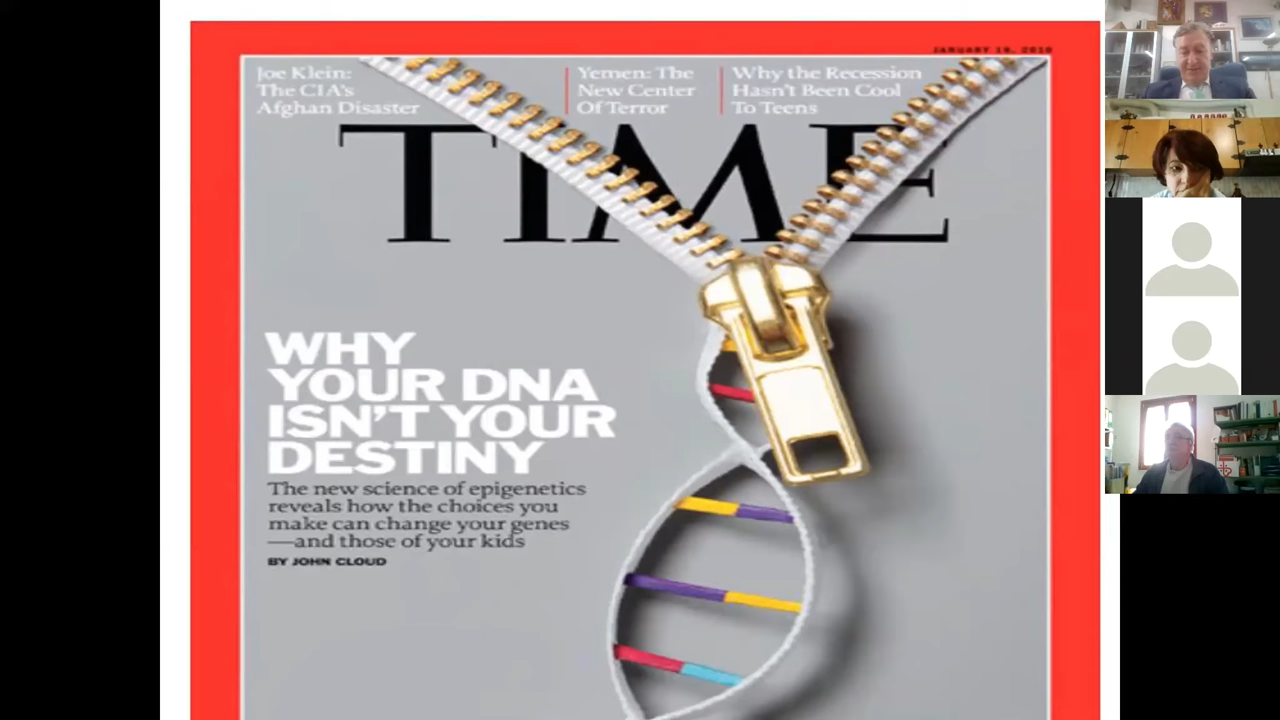 JANUARY 18, 2010
Joe Klein:
The CIA's
Afghan Disaster
Yemen: The
New Center
Of Terror
Why the Recession
Hasn't Been Cool
To Teens
TIME
WHY
YOUR DNA
ISN'T YOUR
DESTINY
The new science of epigenetics
reveals how the choices you
make can change your genes
—and those of your kids
BY JOHN CLOUD